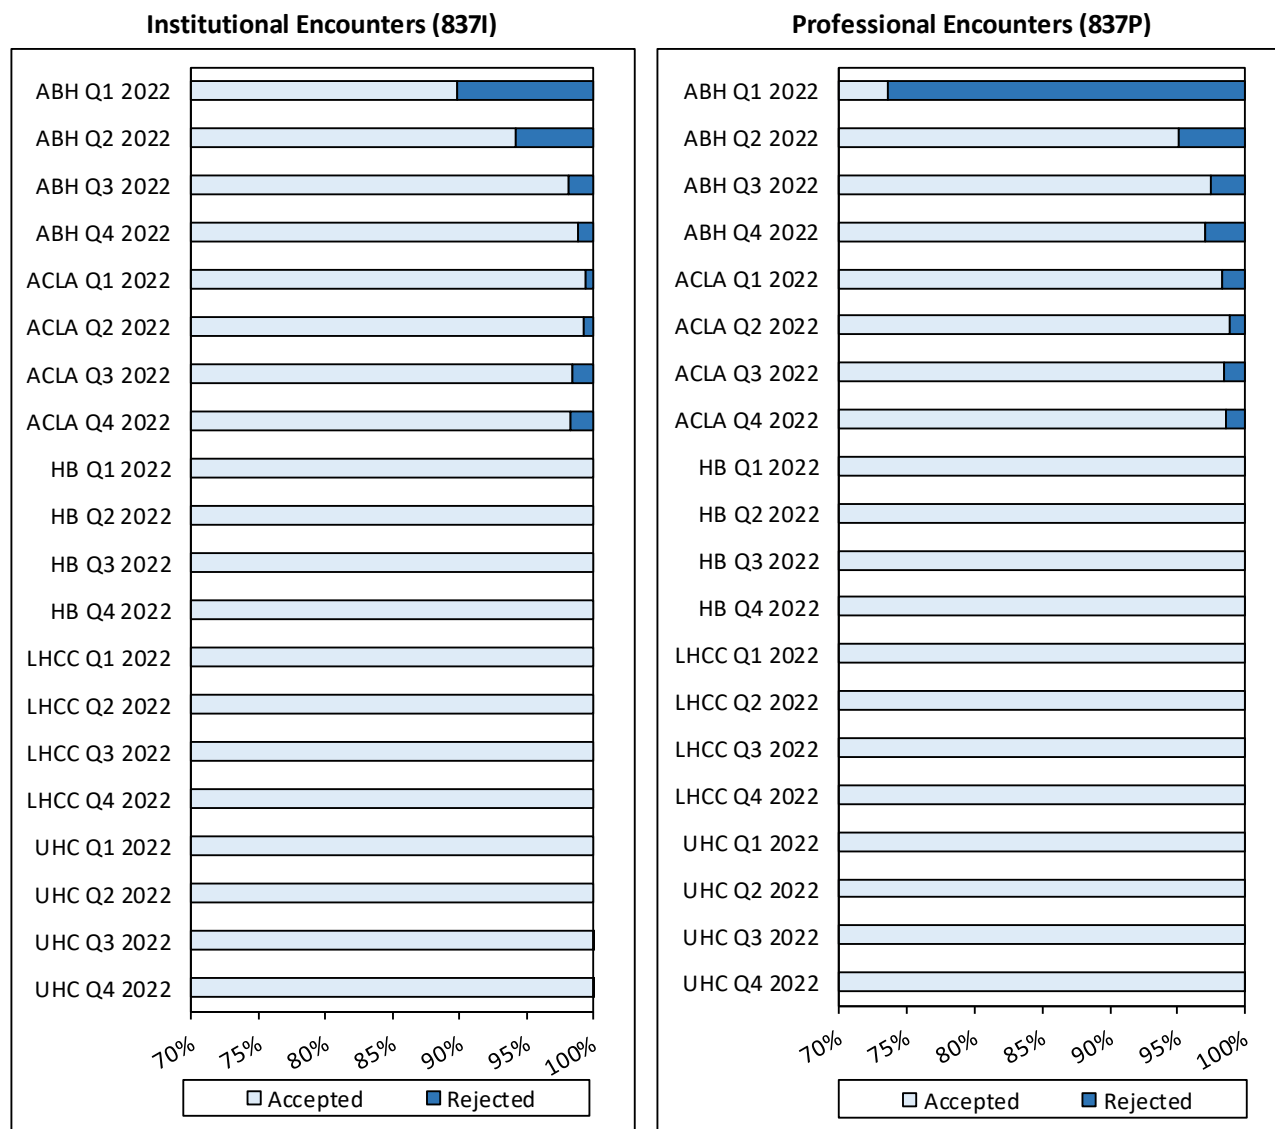 Institutional Encounters (837I)
ABH Q1 2022
ABH Q2 2022
ABH Q3 2022
ABH Q4 2022
ACLA Q1 2022
ACLA Q2 2022
ACLA Q3 2022
ACLA Q4 2022
HB Q1 2022
HB Q2 2022
HB Q3 2022
HB Q4 2022
LHCC Q1 2022
LHCC Q2 2022
LHCC Q3 2022
LHCC Q4 2022
UHC Q1 2022
UHC Q2 2022
UHC Q3 2022
UHC Q4 2022
70% 75% 80% 85% 90% 95% 100%
Accepted Rejected
Professional Encounters (837P)
ABH Q1 2022
ABH Q2 2022
ABH Q3 2022
ABH Q4 2022
ACLA Q1 2022
ACLA Q2 2022
ACLA Q3 2022
ACLA Q4 2022
HB Q1 2022
HB Q2 2022
HB Q3 2022
HB Q4 2022
LHCC Q1 2022
LHCC Q2 2022
LHCC Q3 2022
LHCC Q4 2022
UHC Q1 2022
UHC Q2 2022
UHC Q3 2022
UHC Q4 2022
70% 75% 80% 85% 90% 95% 100%
Accepted Rejected